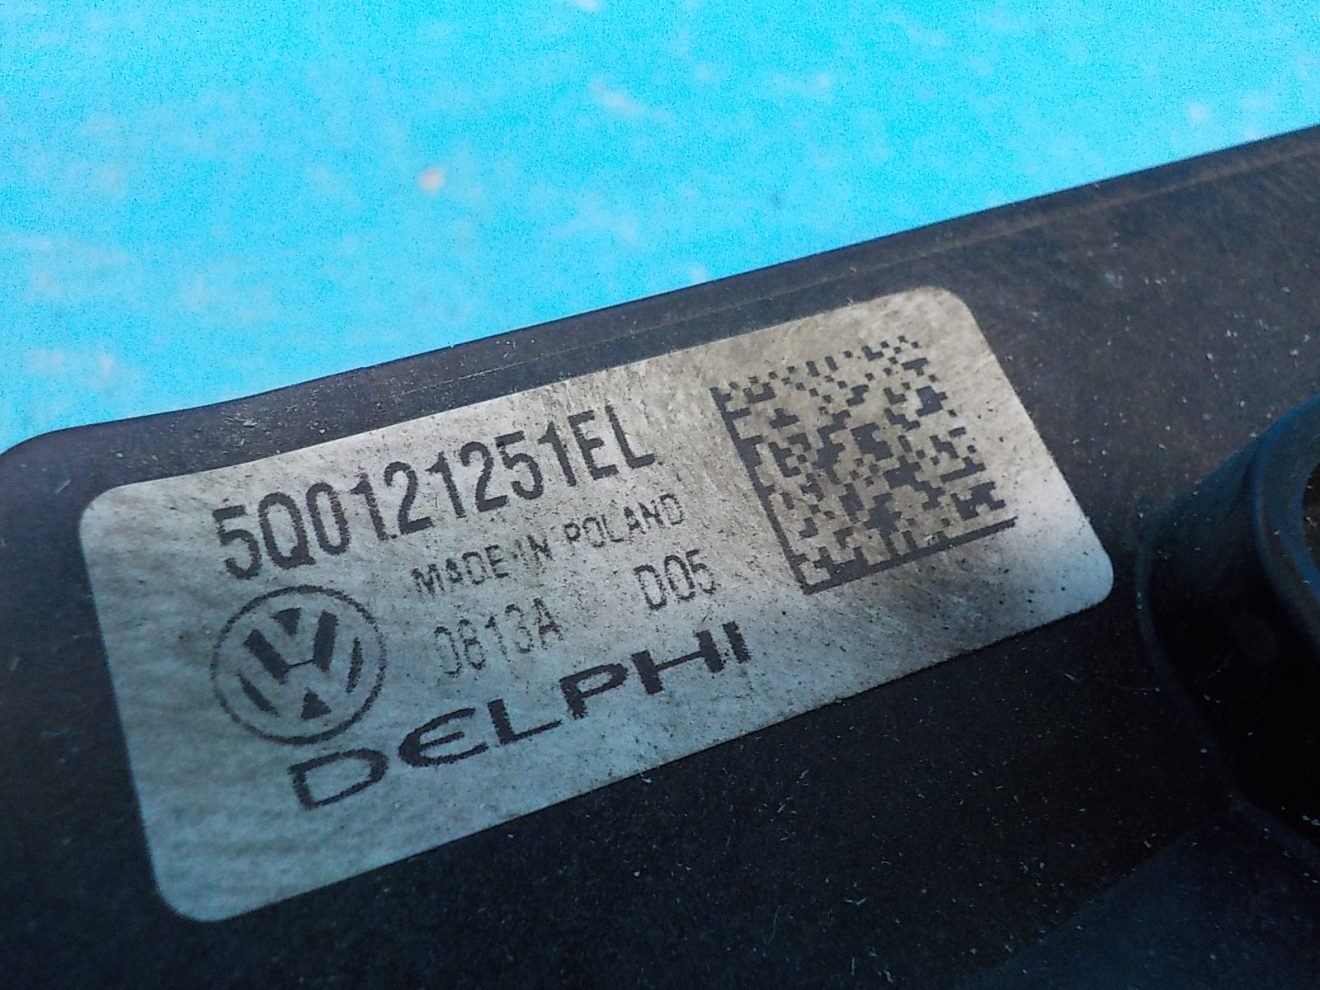 5Q0121251EL
MADE IN POLAND
0813A D05
DELPHI